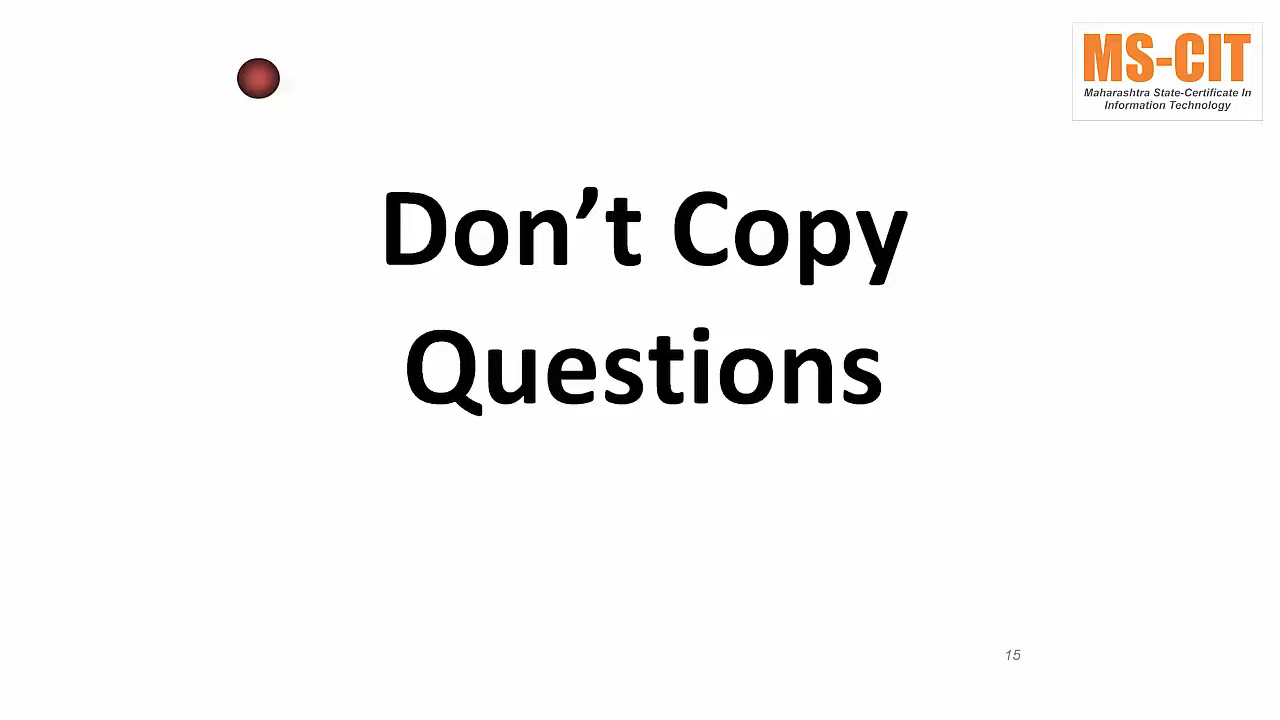 MS-CIT
Maharashtra State-Certificate In
Information Technology
Don’t Copy
Questions
15